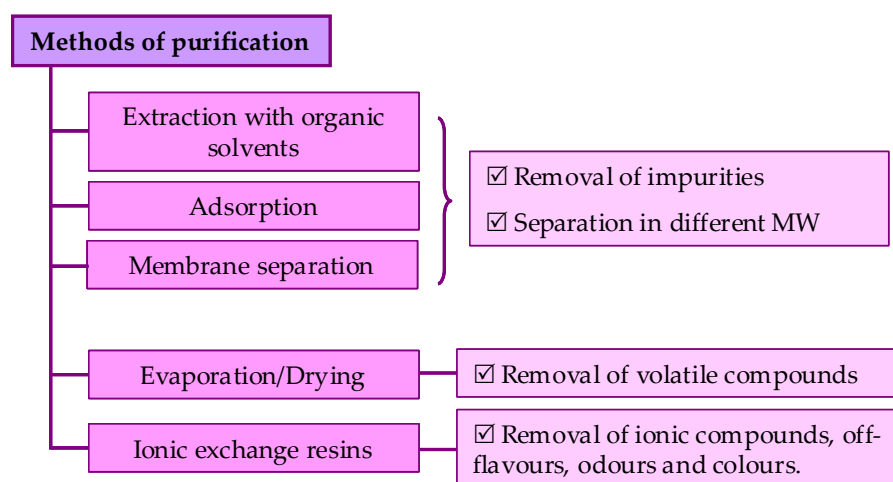 Methods of purification
Extraction with organic
solvents
Adsorption
Membrane separation
☑ Removal of impurities
☑ Separation in different MW
Evaporation/Drying
☑ Removal of volatile compounds
Ionic exchange resins
☑ Removal of ionic compounds, off-
flavours, odours and colours.